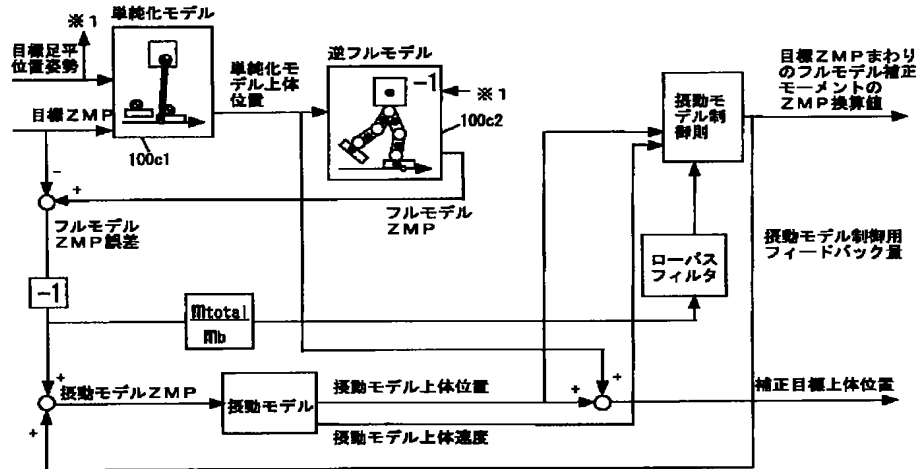 ※1
単純化モデル
目標足平
位置姿勢
目標ZMP
100c1
単純化モ
デル上体
位置
逆フルモデル
-1
※1
100c2
摂動モ
デル制
御則
目標ZMPまわり
のフルモデル補正
モーメントの
ZMP換算値
-
+
フルモデル
ZMP誤差
フルモデル
ZMP
ローパス
フィルタ
摂動モデル制御用
フィードバック量
-1
mtotal
mb
+
摂動モデルZMP
+
摂動モデル
摂動モデル上体位置
摂動モデル上体速度
+
+
補正目標上体位置